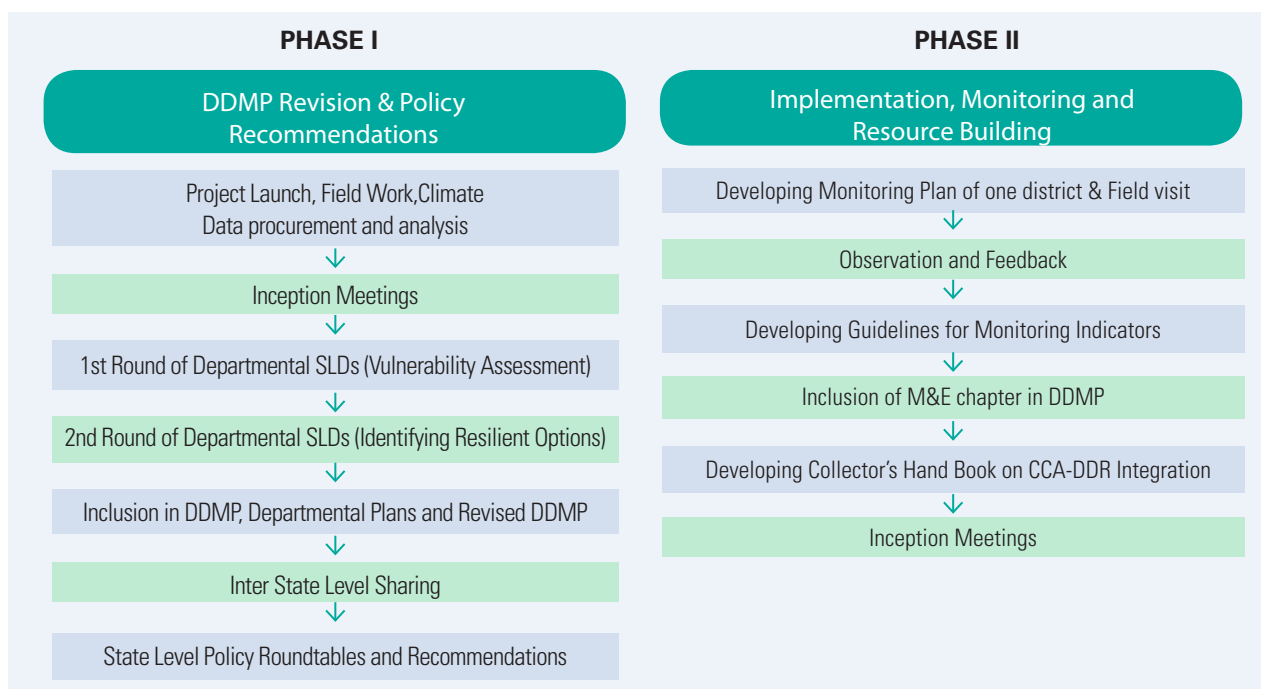 PHASE I
DDMP Revision & Policy
Recommendations
Project Launch, Field Work,Climate
Data procurement and analysis
Inception Meetings
1st Round of Departmental SLDs (Vulnerability Assessment)
2nd Round of Departmental SLDs (Identifying Resilient Options)
Inclusion in DDMP, Departmental Plans and Revised DDMP
Inter State Level Sharing
State Level Policy Roundtables and Recommendations
PHASE II
Implementation, Monitoring and
Resource Building
Developing Monitoring Plan of one district & Field visit
Observation and Feedback
Developing Guidelines for Monitoring Indicators
Inclusion of M&E chapter in DDMP
Developing Collector's Hand Book on CCA-DDR Integration
Inception Meetings